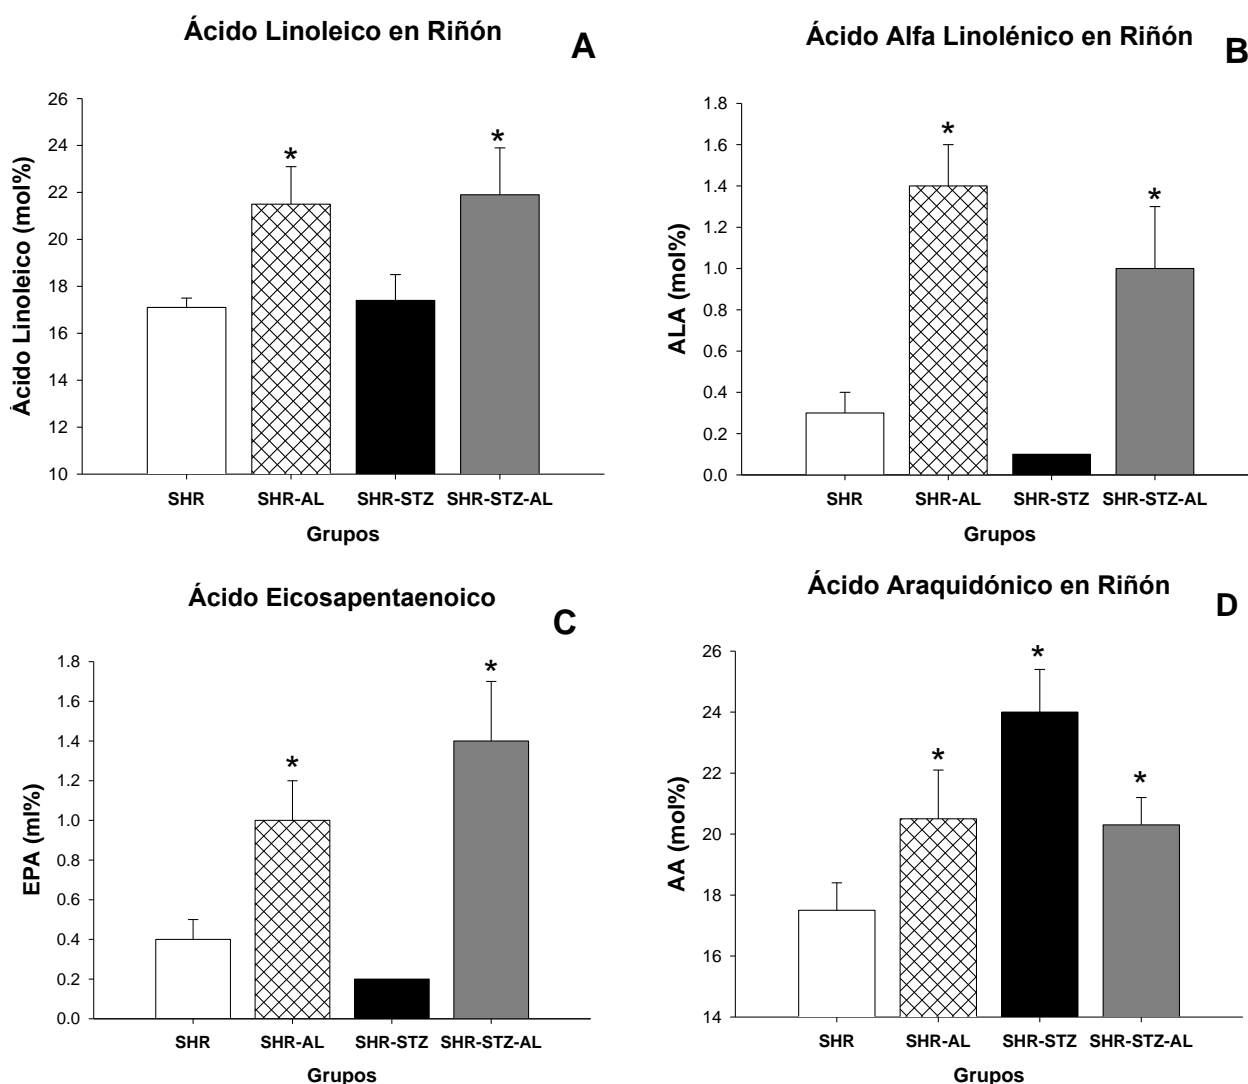 Ácido Linoleico en Riñón
A
Ácido Linoleico (mol%)
26
24
22
20
18
16
14
12
10
*
*
SHR SHR-AL SHR-STZ SHR-STZ-AL
Grupos
Ácido Alfa Linolénico en Riñón
B
ALA (mol%)
1.8
1.6
1.4
1.2
1.0
0.8
0.6
0.4
0.2
0.0
*
*
SHR SHR-AL SHR-STZ SHR-STZ-AL
Grupos
Ácido Eicosapentaenoico
C
EPA (ml%)
1.8
1.6
1.4
1.2
1.0
0.8
0.6
0.4
0.2
0.0
*
*
SHR SHR-AL SHR-STZ SHR-STZ-AL
Grupos
Ácido Araquidónico en Riñón
D
AA (mol%)
26
24
22
20
18
16
14
*
*
*
SHR SHR-AL SHR-STZ SHR-STZ-AL
Grupos